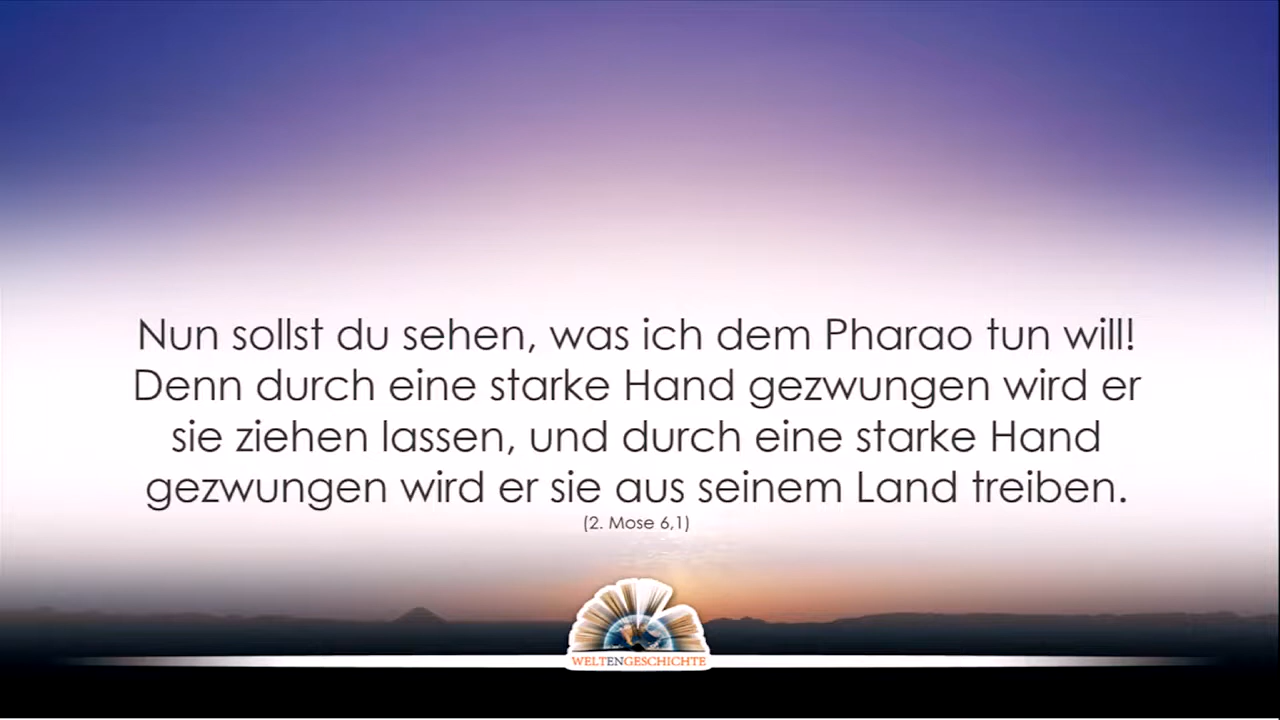 Nun sollst du sehen, was ich dem Pharao tun will!
Denn durch eine starke Hand gezwungen wird er
sie ziehen lassen, und durch eine starke Hand
gezwungen wird er sie aus seinem Land treiben.
(2. Mose 6,1)
WELTENGESCHICHTE